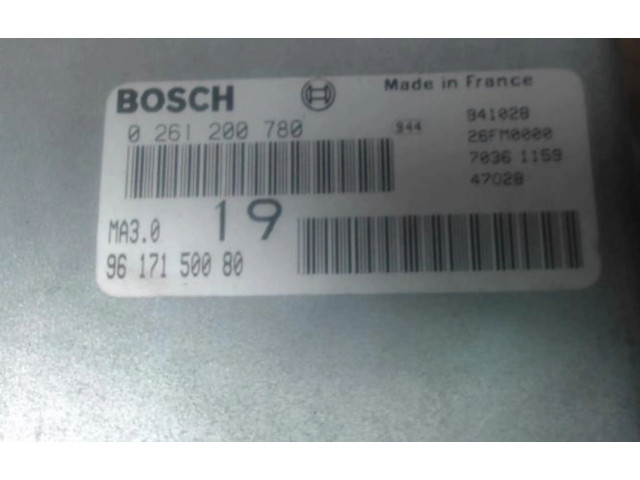 BOSCH
Made in France
0 261 200 780
944
941028
26FM0000
7036 1159
47028
MA3.0
19
96 171 500 80